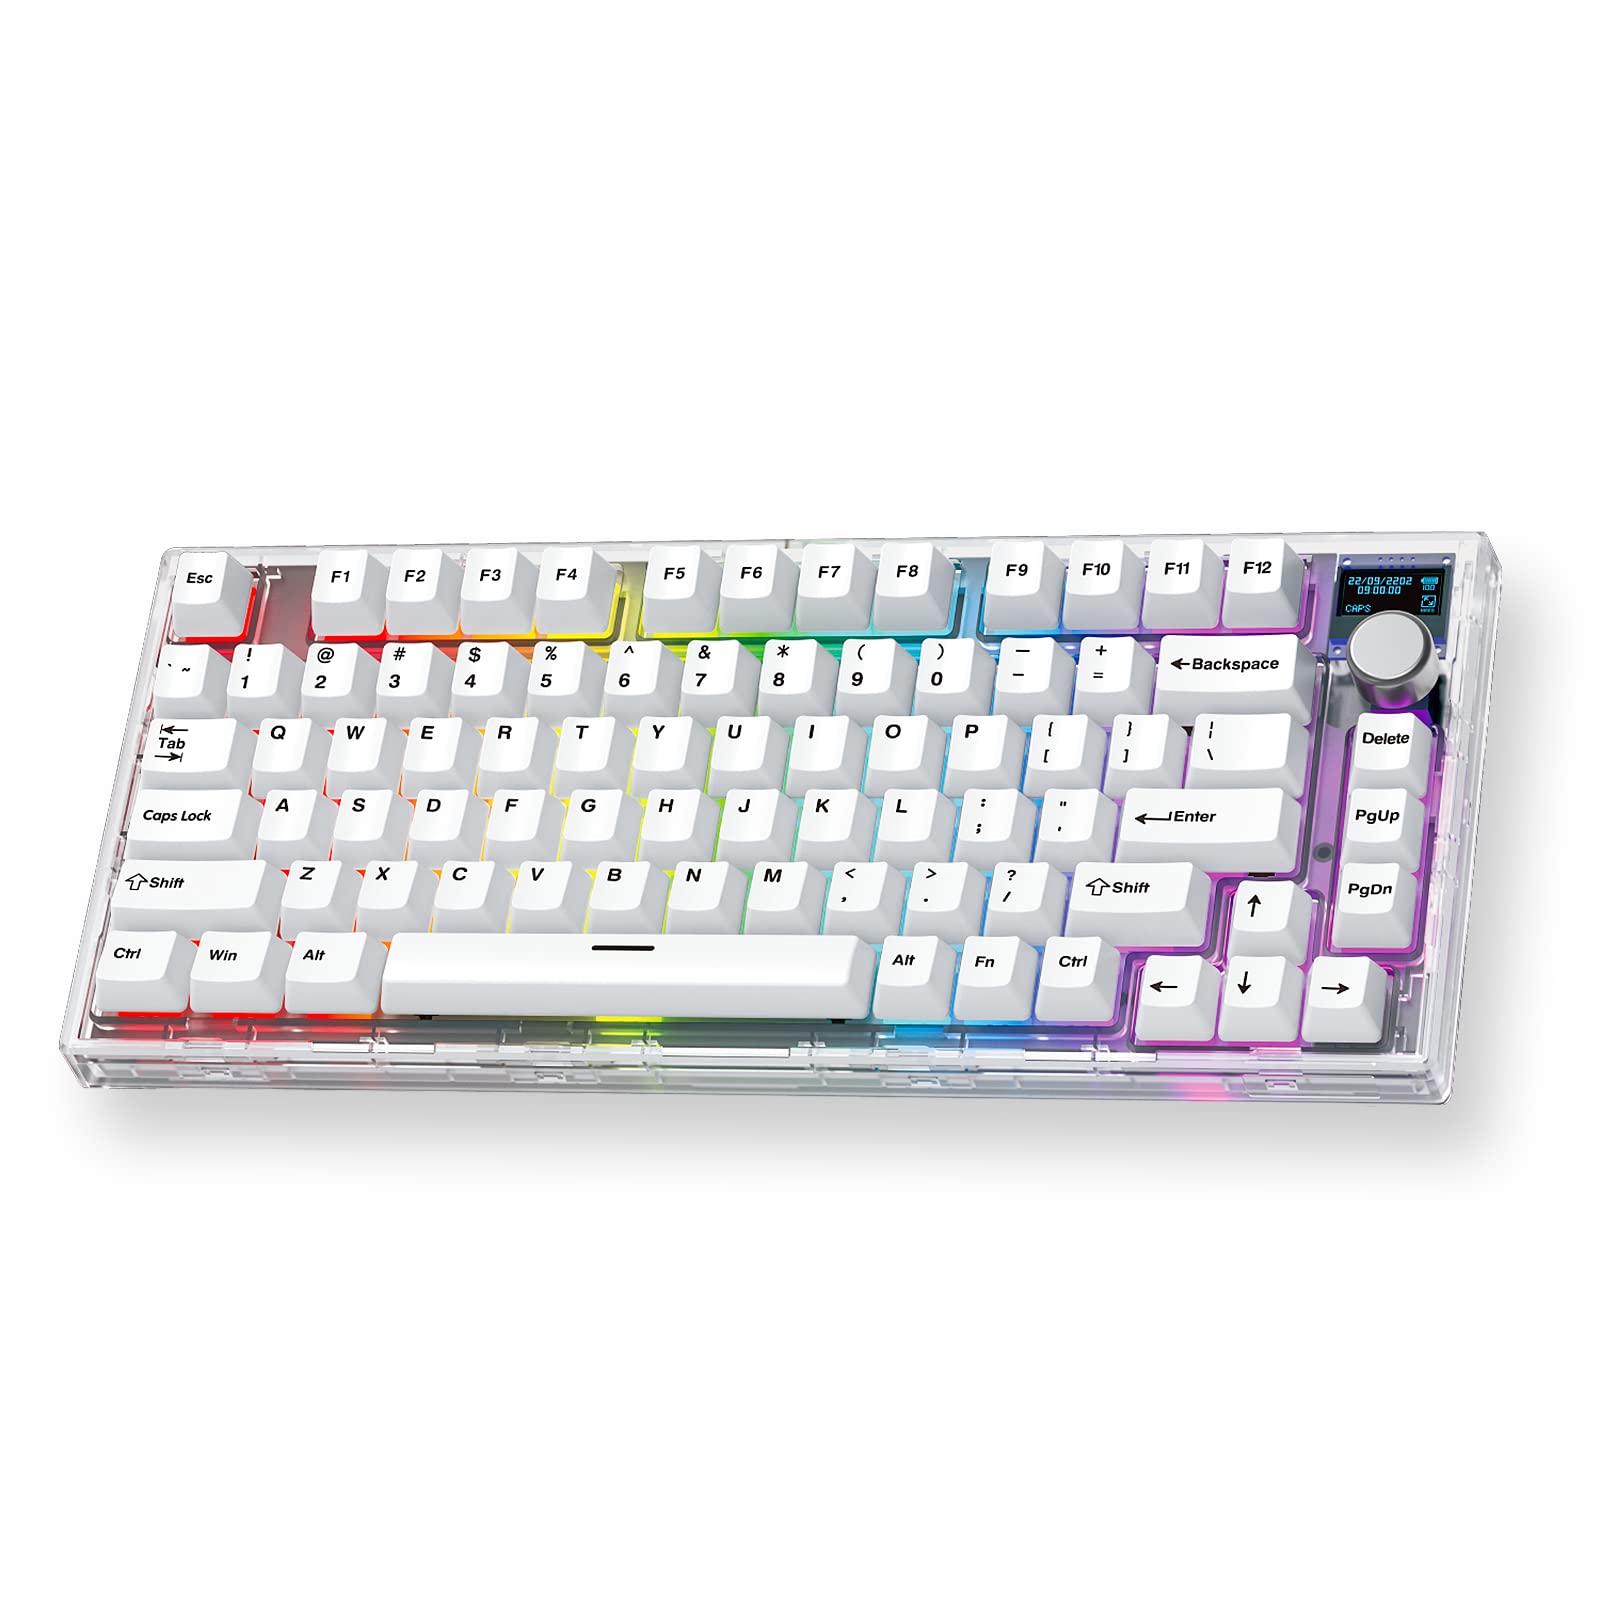 Esc F1 F2 F3 F4 F5 F6 F7 F8 F9 F10 F11 F12
22/09/2202
09:00:00
100
CAPS
! @ # $ % ^ & * ( ) — +
` ~ 1 2 3 4 5 6 7 8 9 0 - = ←Backspace
Tab Q W E R T Y U I O P { [ } ] ¦ \ Delete
Caps Lock A S D F G H J K L : ; " ' Enter PgUp
⇧Shift Z X C V B N M < , > . ? / ⇧Shift ↑ PgDn
Ctrl Win Alt Alt Fn Ctrl ← ↓ →